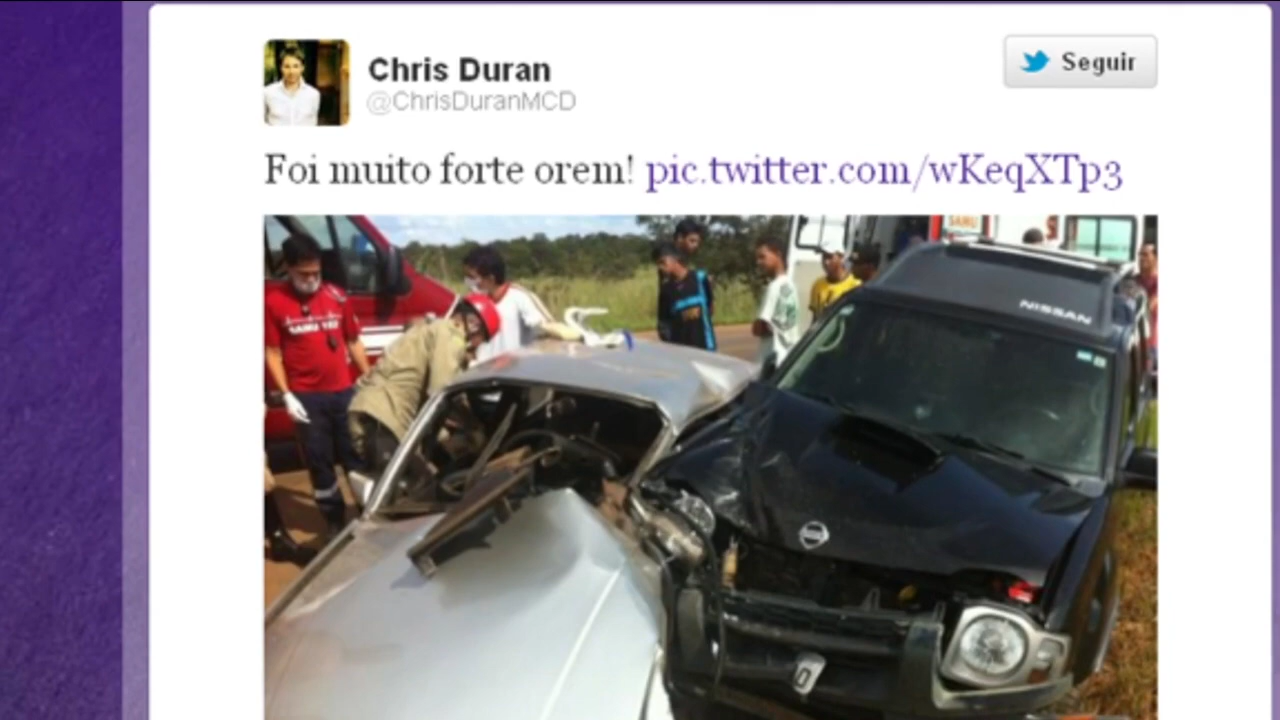 Chris Duran
Seguir
@ChrisDuranMCD
Foi muito forte orem! pic.twitter.com/wKeqXTp3
SAMU
NISSAN